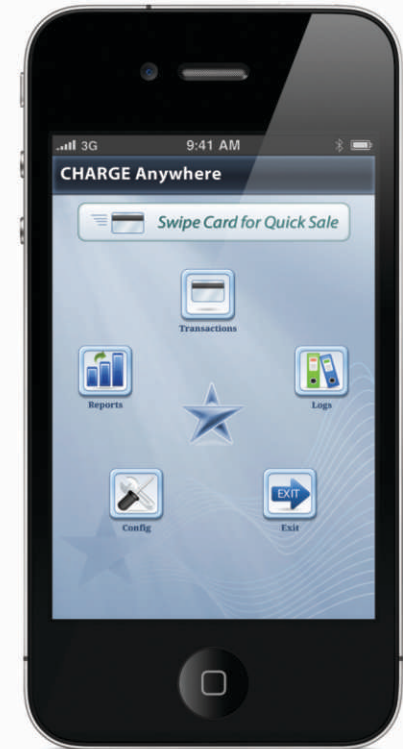 3G 9:41 AM
CHARGE Anywhere
Swipe Card for Quick Sale
Transactions
Reports
Logs
EXIT
Config
Exit